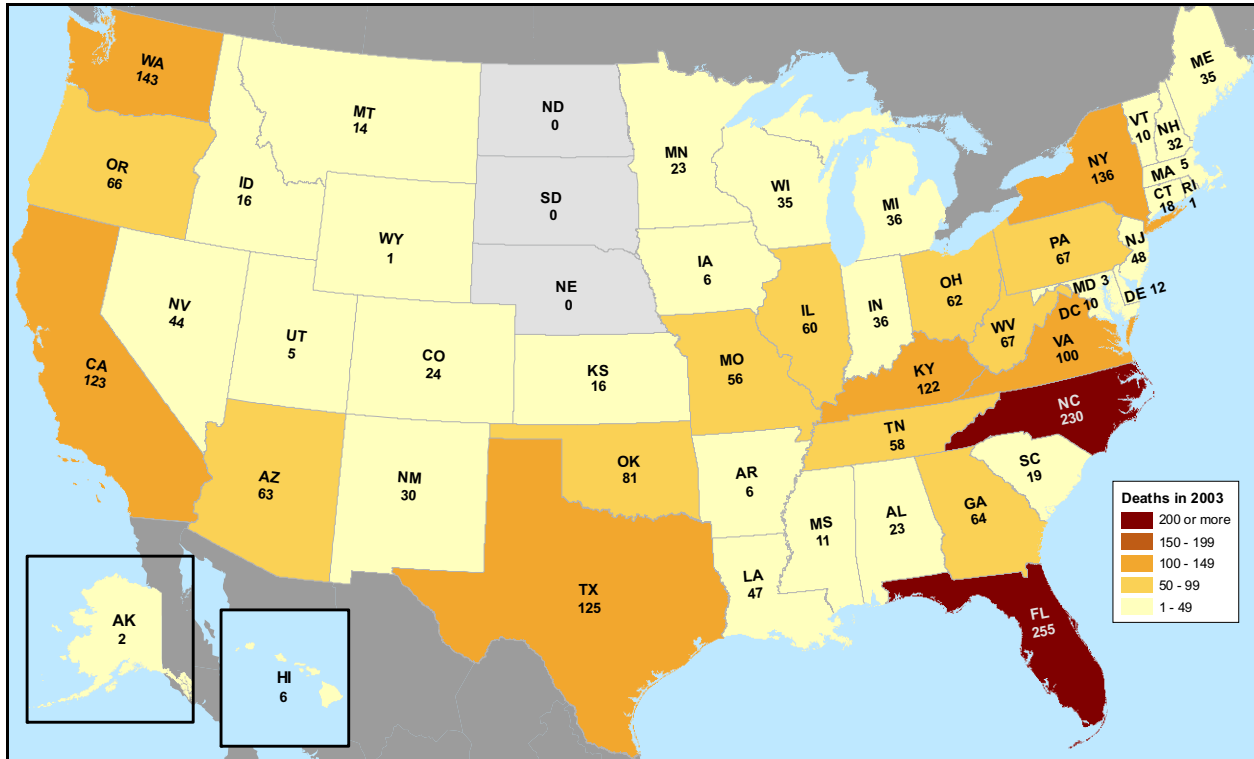 WA
143
MT
14
ND
0
OR
66
ID
16
SD
0
MN
23
WI
35
MI
36
NY
136
VT
10
NH
32
ME
35
MA 5
CT
18
RI
1
WY
1
NE
0
IA
6
IL
60
IN
36
OH
62
PA
67
NJ
48
MD 3
10
DE 12
DC
WV
67
VA
100
NV
44
UT
5
CO
24
KS
16
MO
56
KY
122
CA
123
NC
230
TN
58
SC
19
AZ
63
NM
30
OK
81
AR
6
MS
11
AL
23
GA
64
LA
47
TX
125
FL
255
AK
2
HI
6
Deaths in 2003
200 or more
150 - 199
100 - 149
50 - 99
1 - 49